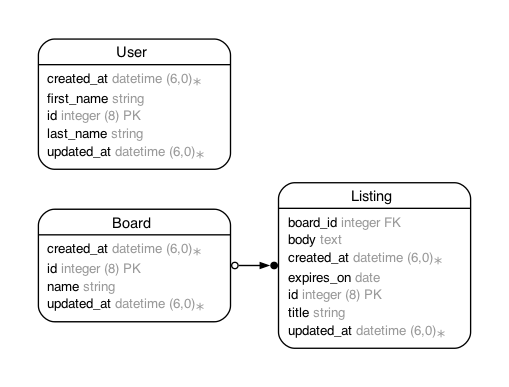 User
created_at datetime (6,0)∗
first_name string
id integer (8) PK
last_name string
updated_at datetime (6,0)∗
Board
created_at datetime (6,0)∗
id integer (8) PK
name string
updated_at datetime (6,0)∗
Listing
board_id integer FK
body text
created_at datetime (6,0)∗
expires_on date
id integer (8) PK
title string
updated_at datetime (6,0)∗